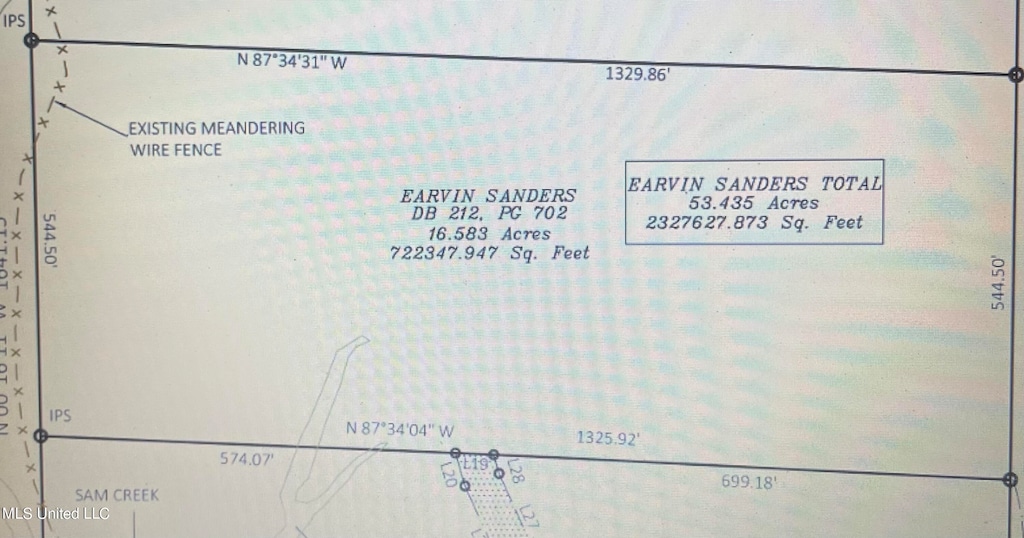 IPS
N 87°34'31" W
1329.86'
EXISTING MEANDERING
WIRE FENCE
EARVIN SANDERS
DB 212, PG 702
16.583 Acres
722347.947 Sq. Feet
EARVIN SANDERS TOTAL
53.435 Acres
2327627.873 Sq. Feet
544.50'
544.50'
IPS
N 87°34'04" W
1325.92'
574.07'
L19
L28
L20
699.18'
L27
SAM CREEK
MLS United LLC